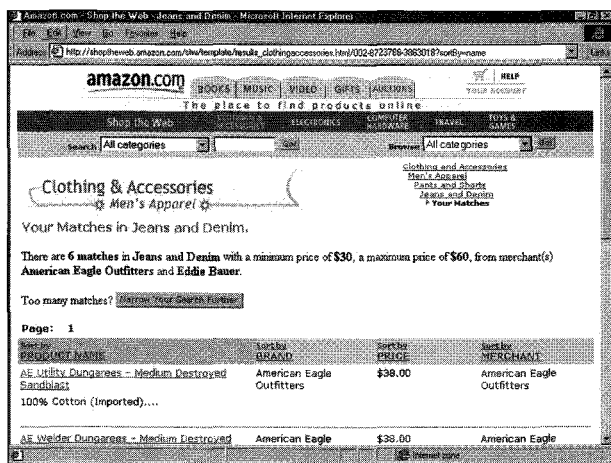 Amazon.com - Shop the Web - Jeans and Denim - Microsoft Internet Explorer
File Edit View Go Favorites Help
Address http://shoptheweb.amazon.com/stw/template/results_clothingaccessories.html/002-8723786-3863018?sortBy=name Links
amazon.com BOOKS MUSIC VIDEO GIFTS AUCTIONS HELP
YOUR ACCOUNT
The place to find products online
Shop the Web ELECTRONICS COMPUTER HARDWARE TRAVEL TOYS & GAMES
Search All categories GO! Browse All categories GO!
Clothing & Accessories
Men's Apparel
Clothing and Accessories
Men's Apparel
Pants and Shorts
Jeans and Denim
Your Matches
Your Matches in Jeans and Denim.
There are 6 matches in Jeans and Denim with a minimum price of $30, a maximum price of $60, from merchant(s)
American Eagle Outfitters and Eddie Bauer.
Too many matches? Narrow Your Search Further
Page: 1
Sort by Sort by Sort by Sort by
PRODUCT NAME BRAND PRICE MERCHANT
AE Utility Dungarees - Medium Destroyed American Eagle $38.00 American Eagle
Sandblast Outfitters Outfitters
100% Cotton (Imported)....
AE Welder Dungarees - Medium Destroyed American Eagle $38.00 American Eagle
Internet zone